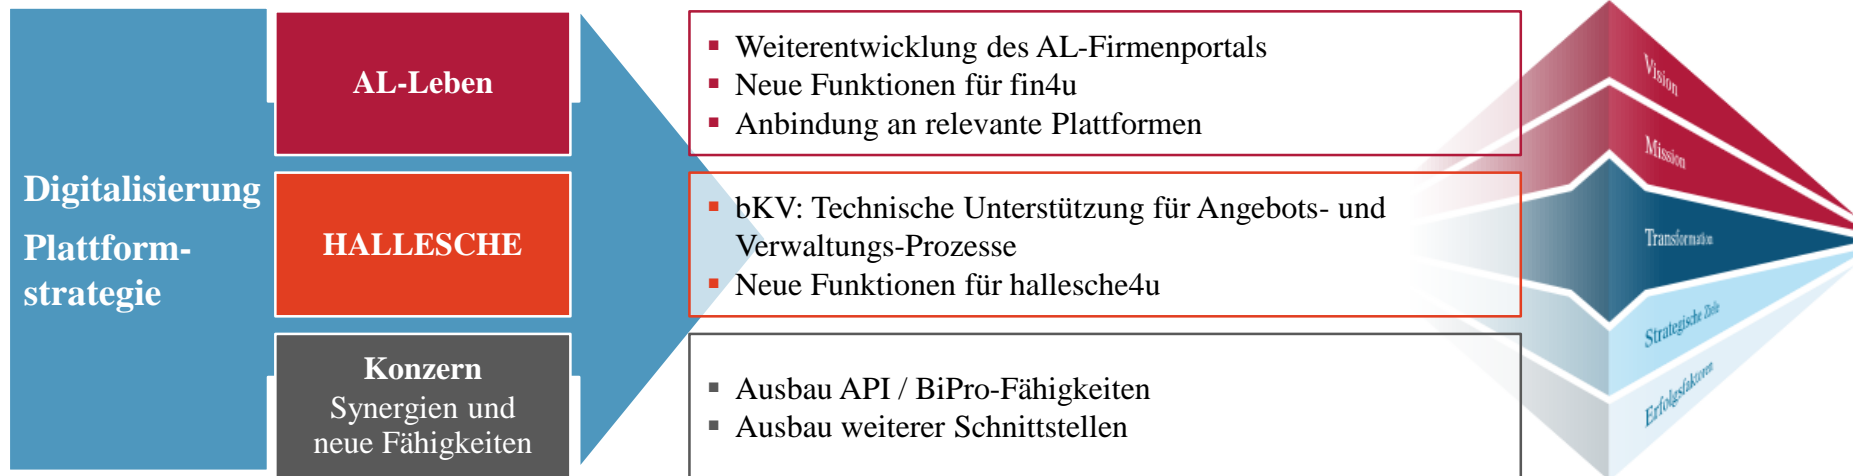 Digitalisierung
Plattform-
strategie
AL-Leben
▪ Weiterentwicklung des AL-Firmenportals
▪ Neue Funktionen für fin4u
▪ Anbindung an relevante Plattformen
HALLESCHE
▪ bKV: Technische Unterstützung für Angebots- und
Verwaltungs-Prozesse
▪ Neue Funktionen für hallesche4u
Konzern
Synergien und
neue Fähigkeiten
▪ Ausbau API / BiPro-Fähigkeiten
▪ Ausbau weiterer Schnittstellen
Vision
Mission
Transformation
Strategische Ziele
Erfolgsfaktoren